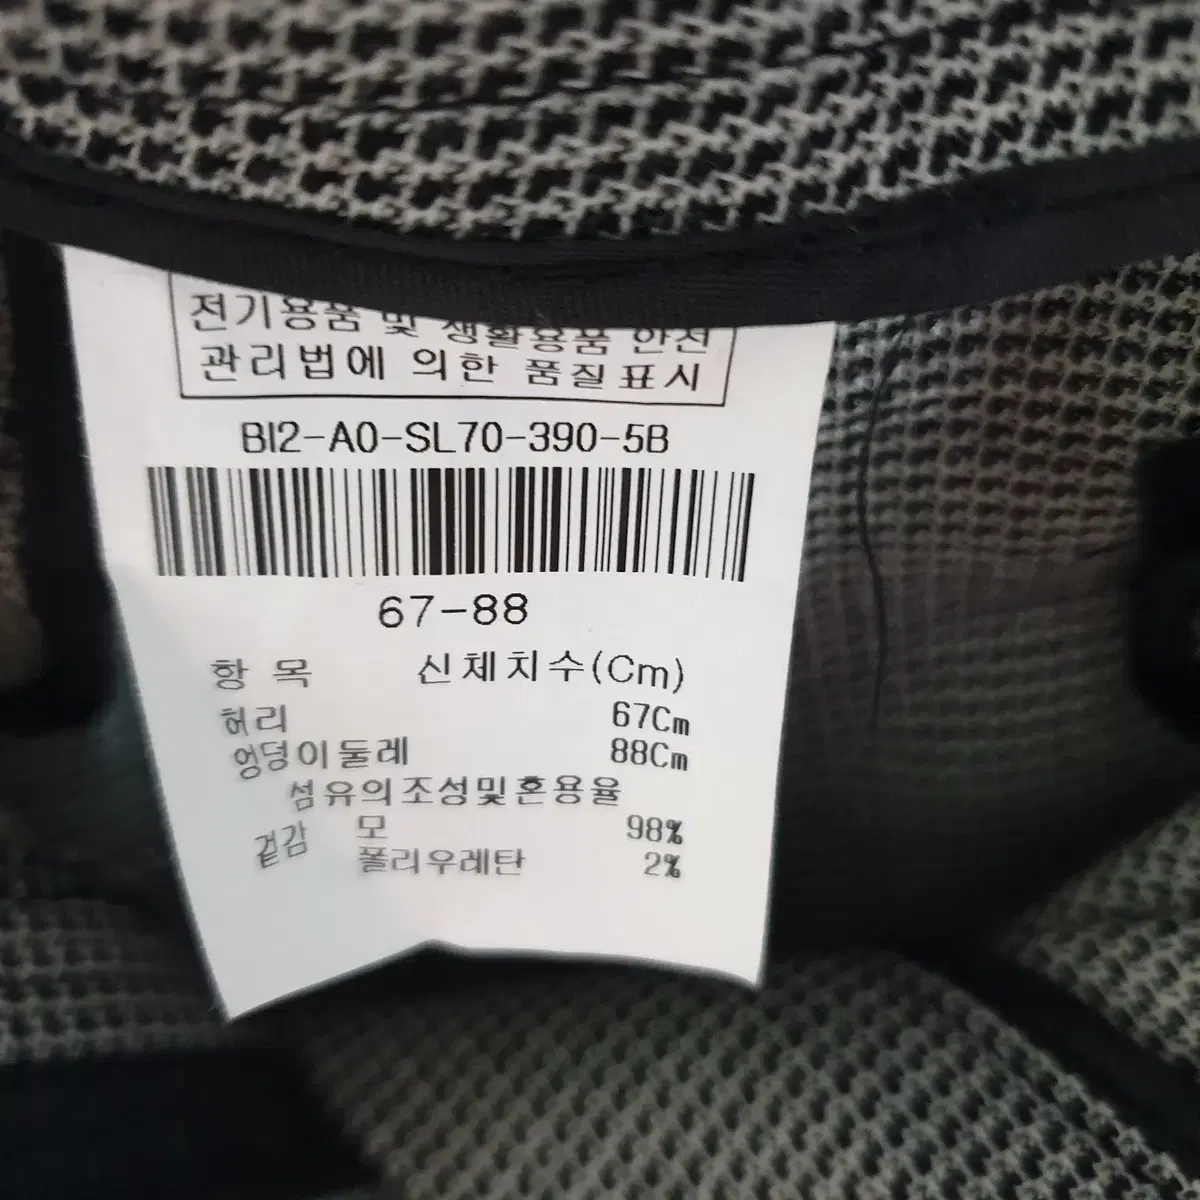 전기용품 및 생활용품 안전
관리법에 의한 품질표시
BI2-A0-SL70-390-5B
67-88
항 목 신체치수(Cm)
허리 67Cm
엉덩이둘레 88Cm
섬유의조성및혼용율
겉감 모 98%
폴리우레탄 2%